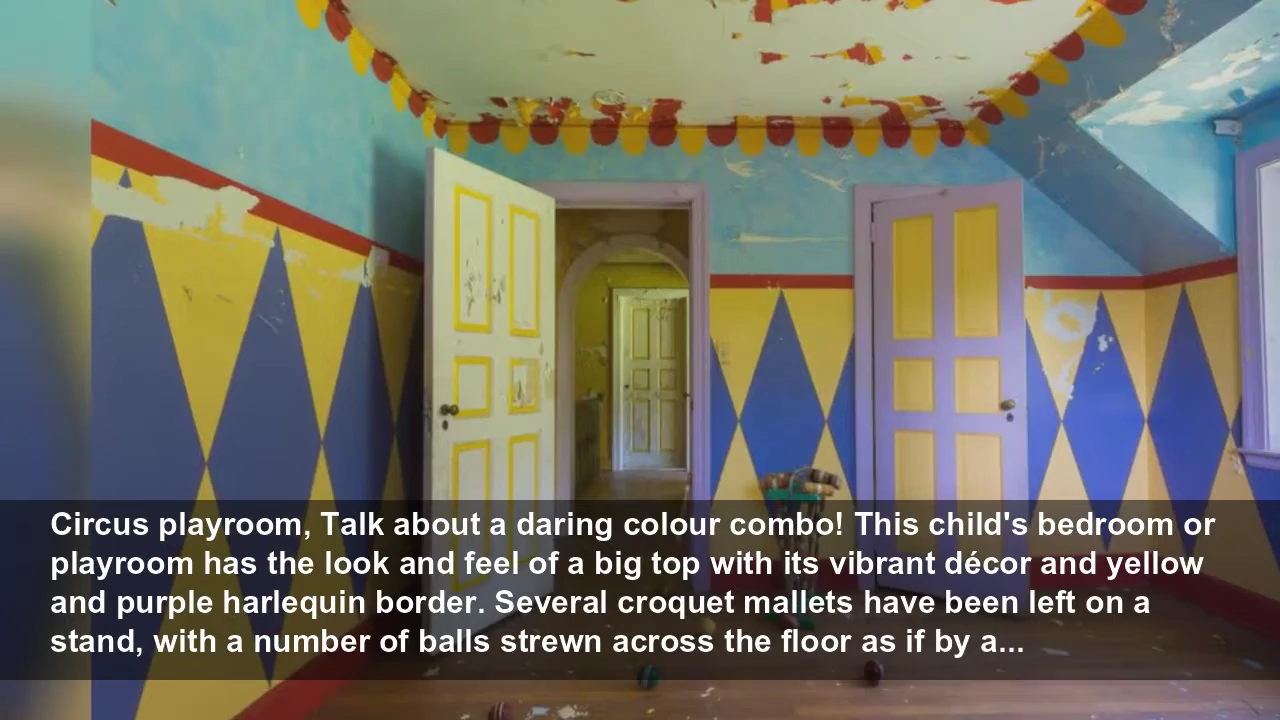 Circus playroom, Talk about a daring colour combo! This child's bedroom or
playroom has the look and feel of a big top with its vibrant décor and yellow
and purple harlequin border. Several croquet mallets have been left on a
stand, with a number of balls strewn across the floor as if by a...